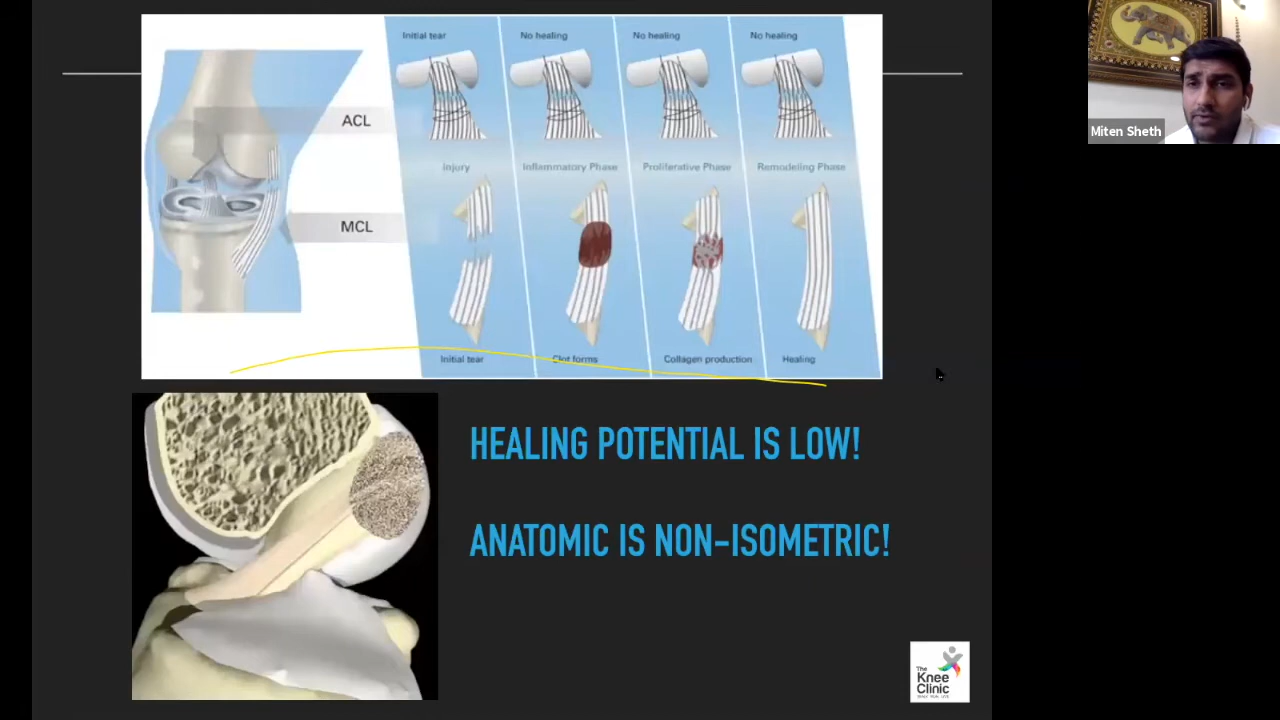 Initial tear
No healing
No healing
No healing
ACL
Injury
Inflammatory Phase
Proliferative Phase
Remodeling Phase
MCL
Initial tear
Clot forms
Collagen production
Healing
HEALING POTENTIAL IS LOW!
ANATOMIC IS NON-ISOMETRIC!
The
Knee
Clinic
Miten Sheth